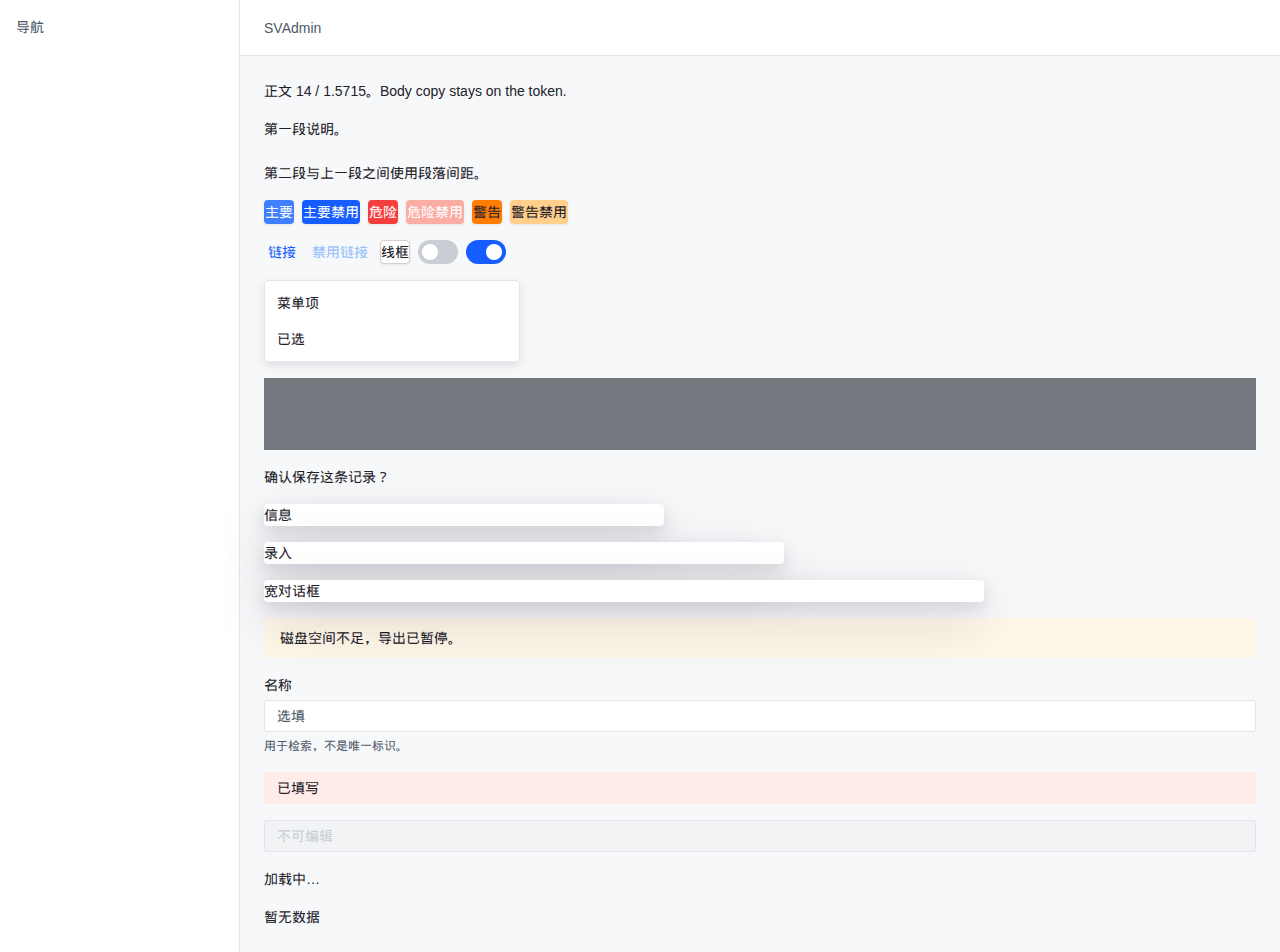 导航
SVAdmin
正文 14 / 1.5715。Body copy stays on the token.
第一段说明。
第二段与上一段之间使用段落间距。
主要 主要禁用 危险 危险禁用 警告 警告禁用
链接 禁用链接 线框
菜单项
已选
确认保存这条记录？
信息
录入
宽对话框
磁盘空间不足，导出已暂停。
名称
选填
用于检索，不是唯一标识。
已填写
不可编辑
加载中…
暂无数据